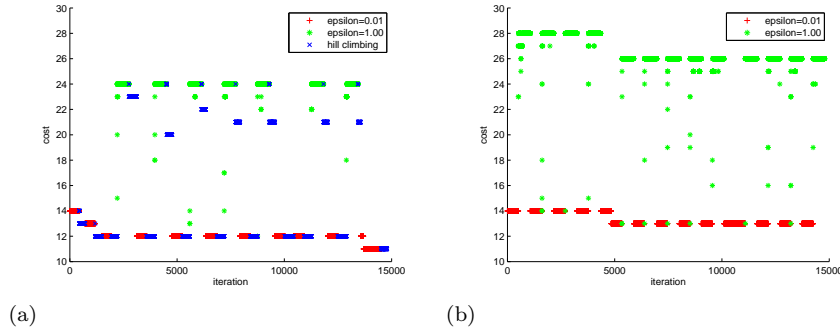 30
28
26
24
22
20
18
16
14
12
10
cost
0 5000 10000 15000
iteration
epsilon=0.01
epsilon=1.00
hill climbing
(a)
30
28
26
24
22
20
18
16
14
12
10
cost
0 5000 10000 15000
iteration
epsilon=0.01
epsilon=1.00
(b)